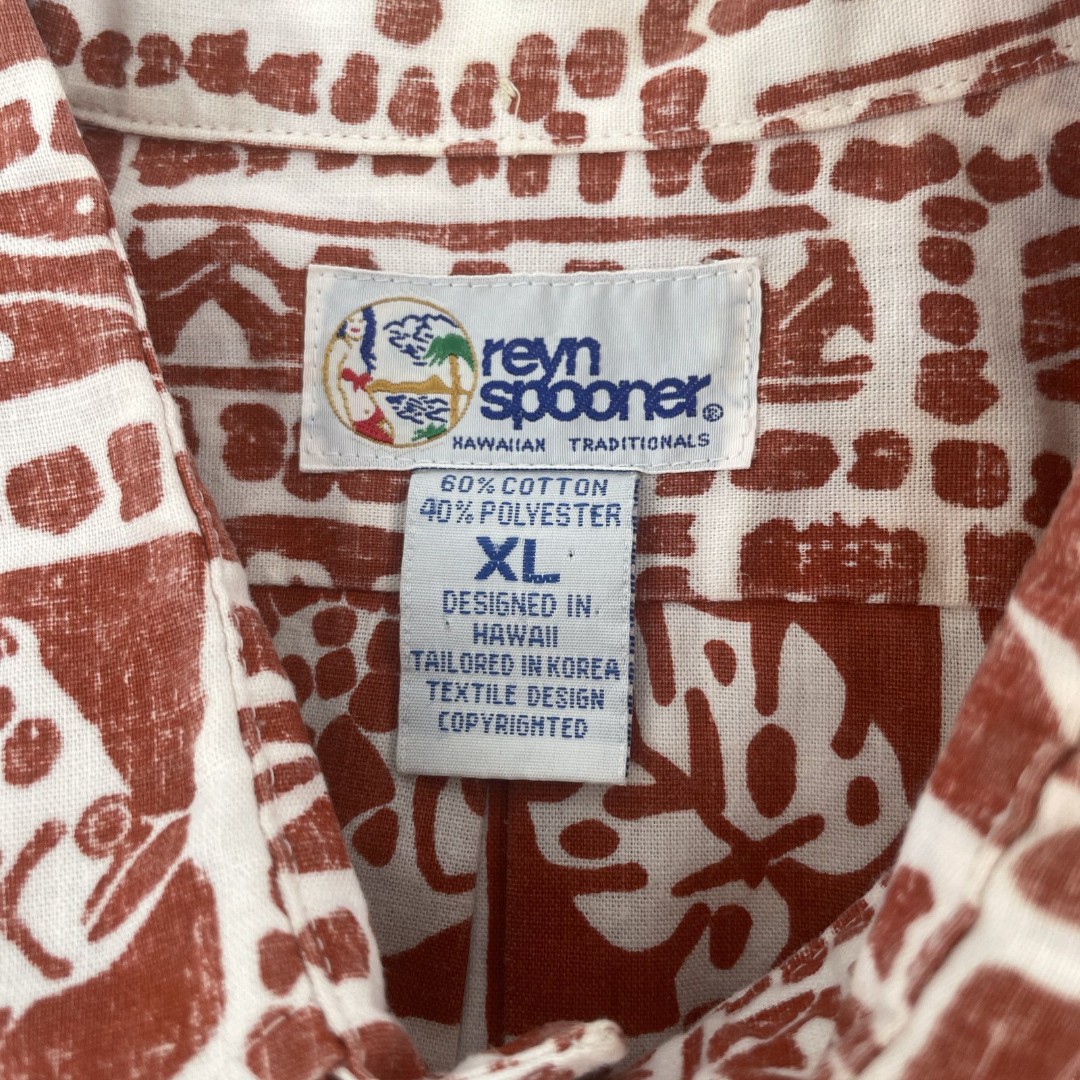 reyn
spooner®
HAWAIIAN TRADITIONALS
60% COTTON
40% POLYESTER
XL
DESIGNED IN
HAWAII
TAILORED IN KOREA
TEXTILE DESIGN
COPYRIGHTED